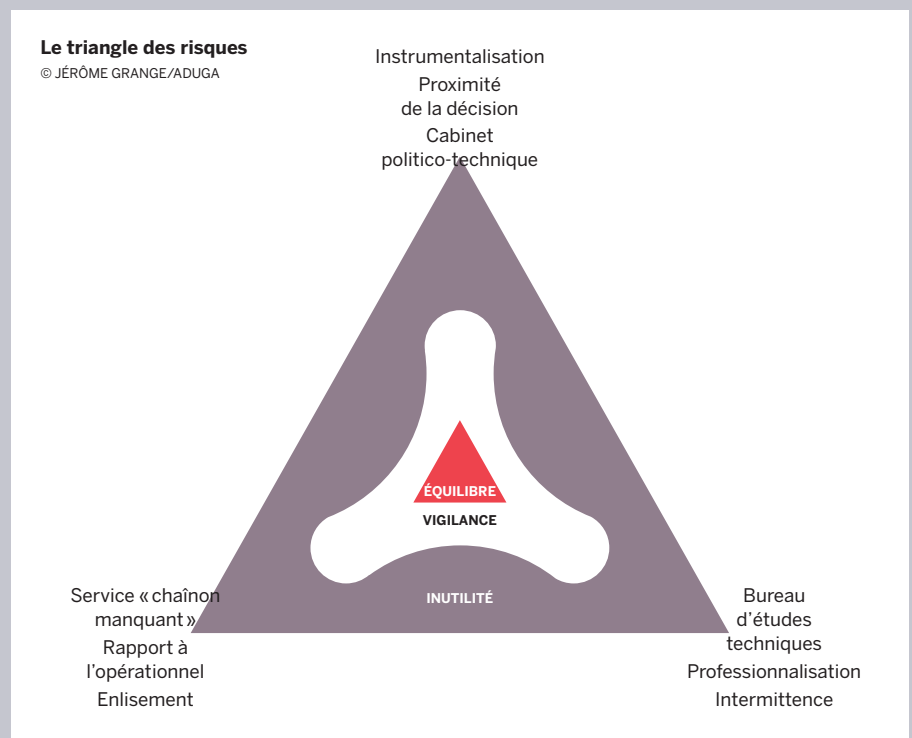 Le triangle des risques
© JÉRÔME GRANGE/ADUGA
Instrumentalisation
Proximité
de la décision
Cabinet
politico-technique
ÉQUILIBRE
VIGILANCE
INUTILITÉ
Service « chaînon
manquant »
Rapport à
l’opérationnel
Enlisement
Bureau
d’études
techniques
Professionnalisation
Intermittence